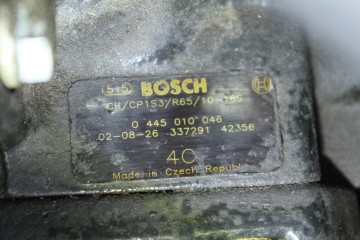 S+S BOSCH
CR/CP1S3/R65/10-16S
0 445 010 046
02-08-26 337291 42356
4C
Made in Czech Republic